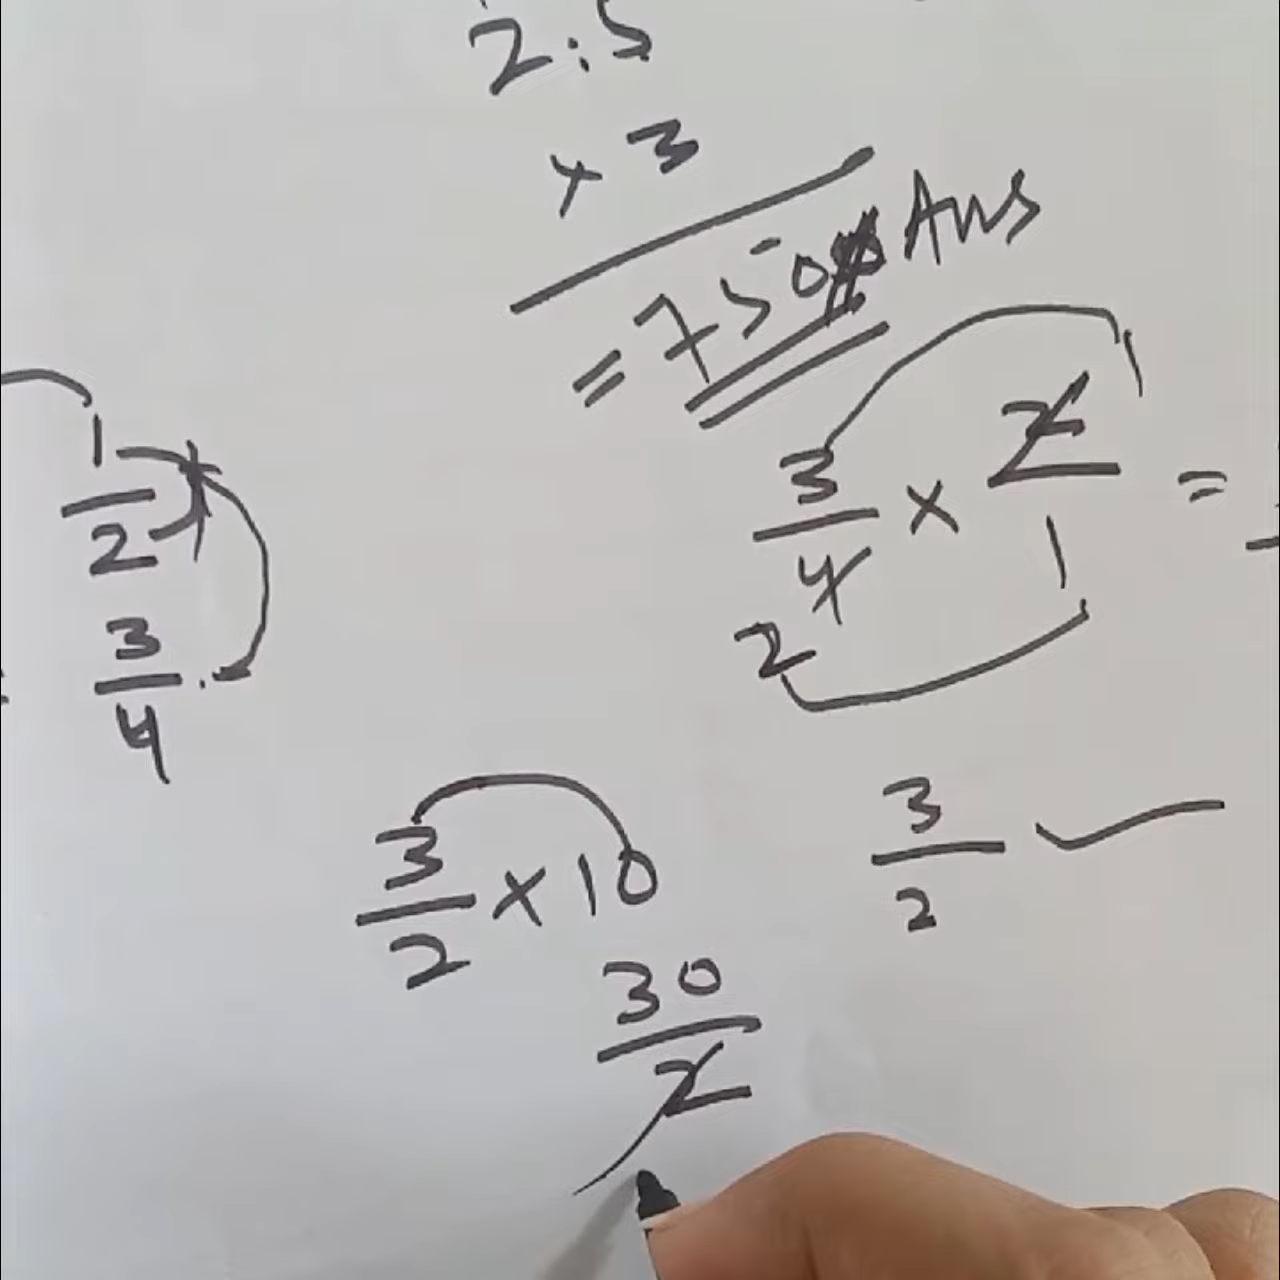 2.5
× 3
= 750 Ans
1/2
3/4
3/4 × 2/1 =
2
1
3/2
3/2 × 10
30/2